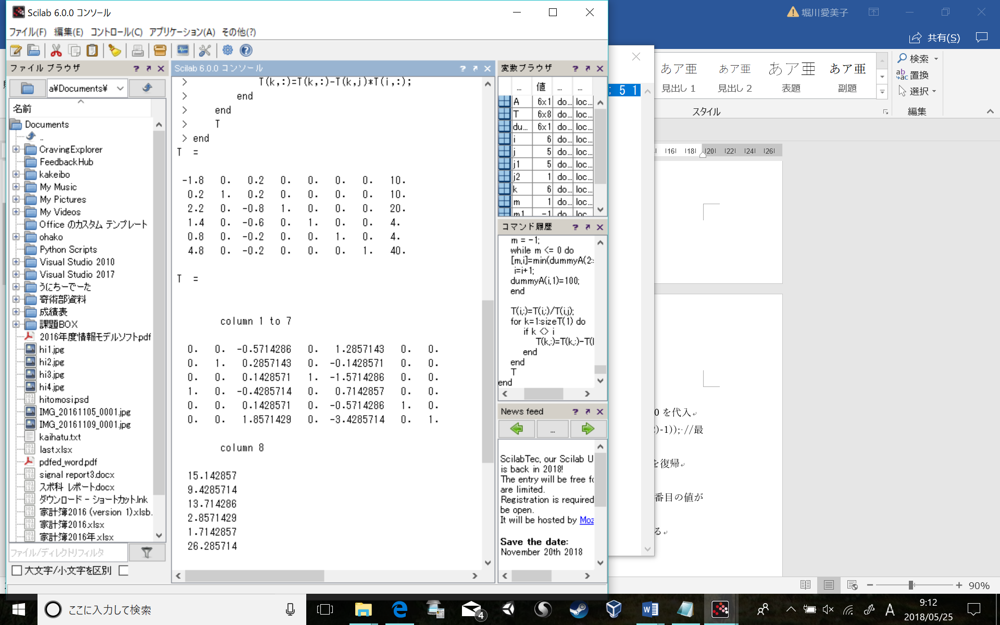 Scilab 6.0.0 コンソール
ファイル(F) 編集(E) コントロール(C) アプリケーション(A) その他(?)
ファイル ブラウザ
a¥Documents¥
名前
Documents
..
CravingExplorer
FeedbackHub
kakeibo
My Music
My Pictures
My Videos
Office のカスタム テンプレート
ohako
Python Scripts
Visual Studio 2010
Visual Studio 2017
うにちーでーた
奇術部資料
成績表
課題BOX
2016年度情報モデルソフト.pdf
hi1.jpg
hi2.jpg
hi3.jpg
hi4.jpg
hitomosi.psd
IMG_20161105_0001.jpg
IMG_20161109_0001.jpg
kaihatu.txt
last.xlsx
pdfed_word.pdf
signal report3.docx
スポ科 レポート.docx
ダウンロード - ショートカット.lnk
家計簿2016 (version 1).xlsb.
家計簿2016.xlsx
家計簿2016年.xlsx
ファイル/ディレクトリフィルタ
大文字/小文字を区別
Scilab 6.0.0 コンソール
> T(k,:)=T(k,:)-T(k,j)*T(i,:);
> end
> end
> T
> end
T =
-1.8 0. 0.2 0. 0. 0. 0. 10.
0.2 1. 0.2 0. 0. 0. 0. 10.
2.2 0. -0.8 1. 0. 0. 0. 20.
1.4 0. -0.6 0. 1. 0. 0. 4.
0.8 0. -0.2 0. 0. 1. 0. 4.
4.8 0. -0.2 0. 0. 0. 1. 40.
T =
column 1 to 7
0. 0. -0.5714286 0. 1.2857143 0. 0.
0. 1. 0.2857143 0. -0.1428571 0. 0.
0. 0. 0.1428571 1. -1.5714286 0. 0.
1. 0. -0.4285714 0. 0.7142857 0. 0.
0. 0. 0.1428571 0. -0.5714286 1. 0.
0. 0. 1.8571429 0. -3.4285714 0. 1.
column 8
15.142857
9.4285714
13.714286
2.8571429
1.7142857
26.285714
変数ブラウザ
... 値 ... ...
A 6x1 do... loc...
T 6x8 do... loc...
du... 6x1 do... loc...
i 6 do... loc...
j 5 do... loc...
j1 5 do... loc...
j2 1 do... loc...
k 6 do... loc...
m 1 do... loc...
m1 -1 do loc
コマンド履歴
m = -1;
while m <= 0 do
[m,i]=min(dummyA(2:
i=i+1;
dummyA(i,1)=100;
end
T(i,:)=T(i,:)/T(i,j);
for k=1:sizeT(1) do
if k <> i
T(k,:)=T(k,:)-T(
end
end
T
end
News feed
...
ScilabTec, our Scilab U
is back in 2018!
The entry will be free fo
are limited.
Registration is required
be open.
It will be hosted by Moz
Save the date:
November 20th 2018
; 5 1
堀川愛美子
共有(S)
あア亜 あア亜 あア亜 あア亜
見出し 1 見出し 2 表題 副題
スタイル
検索
置換
選択
編集
16 18 20 22 24 26
0 を代入
)-1)); //最
を復帰
番目の値が
る
90%
ここに入力して検索
4
A
9:12
2018/05/25